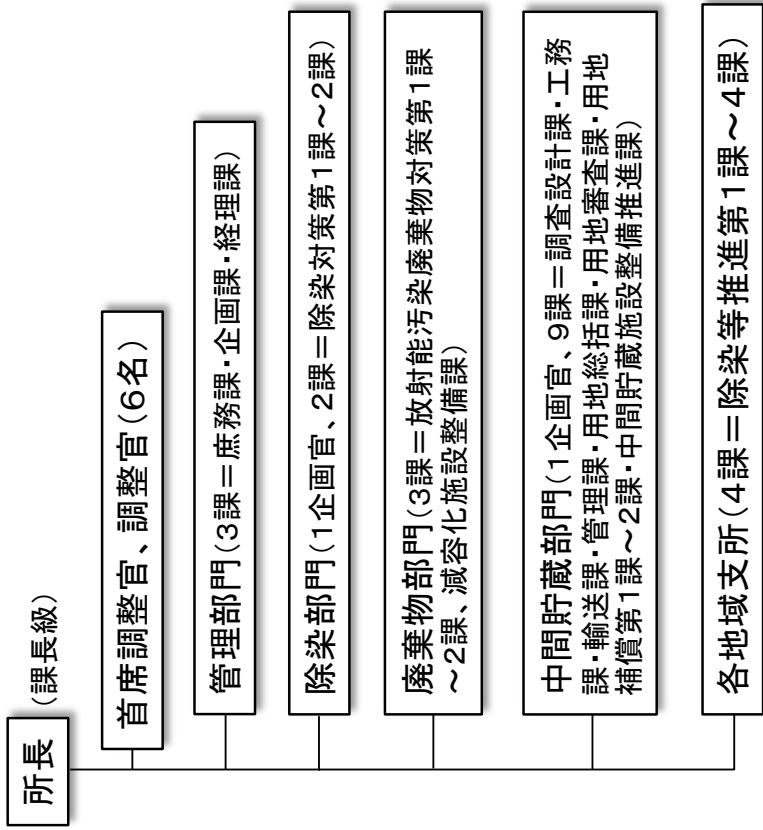 所長
（課長級）
首席調整官、調整官（6名）
管理部門（3課＝庶務課・企画課・経理課）
除染部門（1企画官、2課＝除染対策第1課～2課）
廃棄物部門（3課＝放射能汚染廃棄物対策第1課
～2課、減容化施設整備課）
中間貯蔵部門（1企画官、9課＝調査設計課・工務
課・輸送課・管理課・用地総括課・用地審査課・用地
補償第1課～2課・中間貯蔵施設整備推進課）
各地域支所（4課＝除染等推進第1課～4課）